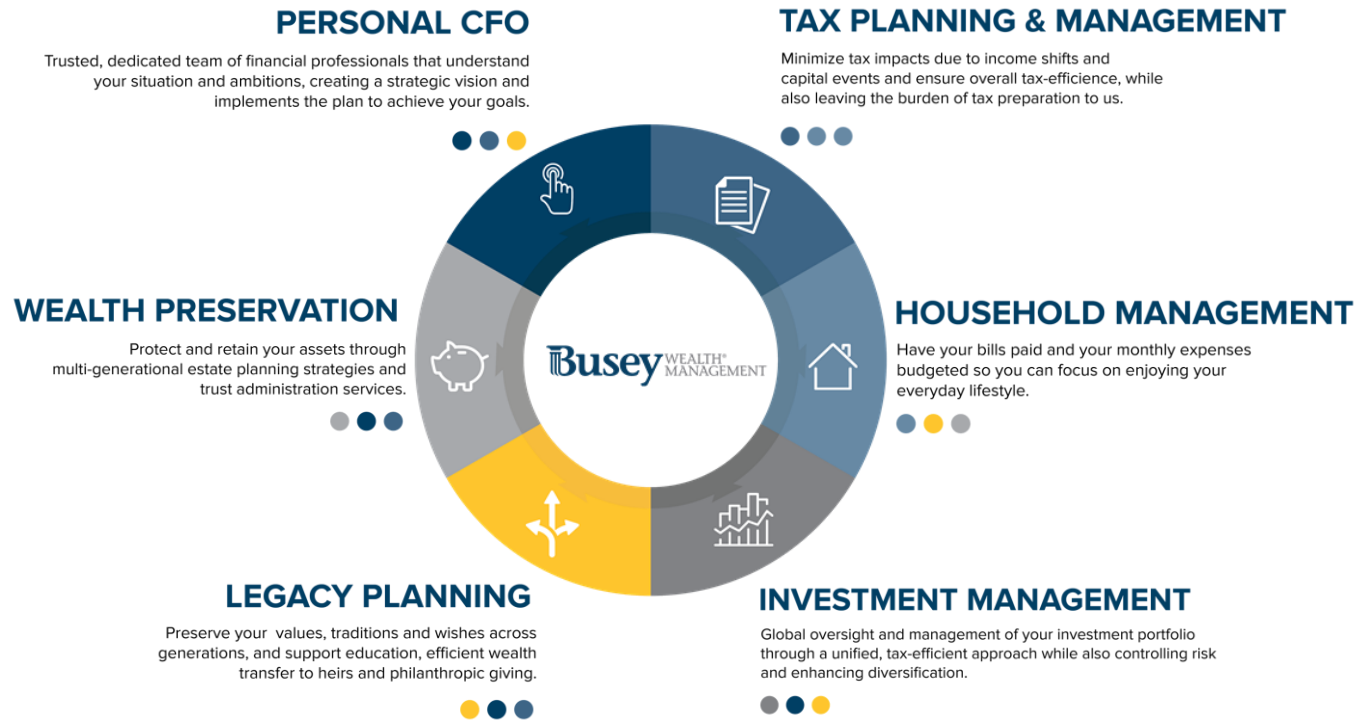 PERSONAL CFO
Trusted, dedicated team of financial professionals that understand
your situation and ambitions, creating a strategic vision and
implements the plan to achieve your goals.
TAX PLANNING & MANAGEMENT
Minimize tax impacts due to income shifts and
capital events and ensure overall tax-efficience, while
also leaving the burden of tax preparation to us.
WEALTH PRESERVATION
Protect and retain your assets through
multi-generational estate planning strategies and
trust administration services.
Busey WEALTH®
MANAGEMENT
HOUSEHOLD MANAGEMENT
Have your bills paid and your monthly expenses
budgeted so you can focus on enjoying your
everyday lifestyle.
LEGACY PLANNING
Preserve your  values, traditions and wishes across
generations, and support education, efficient wealth
transfer to heirs and philanthropic giving.
INVESTMENT MANAGEMENT
Global oversight and management of your investment portfolio
through a unified, tax-efficient approach while also controlling risk
and enhancing diversification.